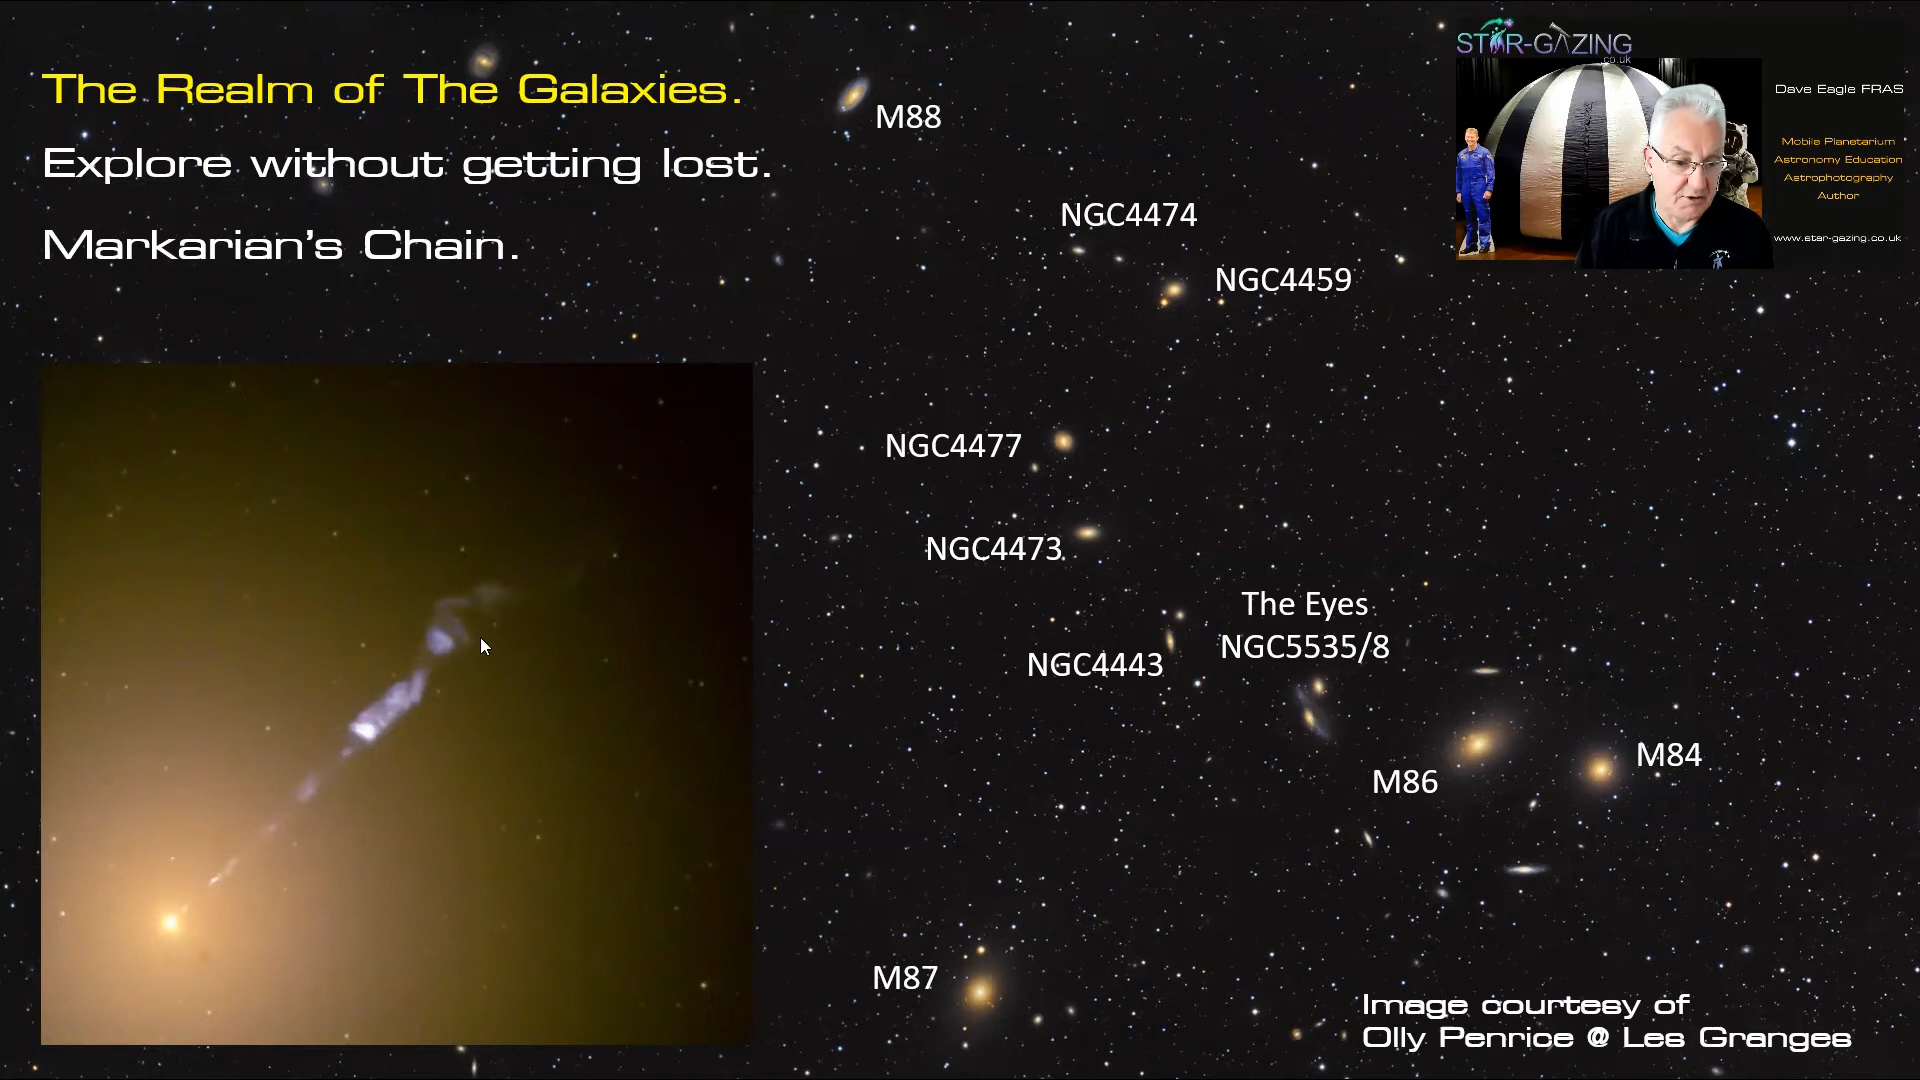 The Realm of The Galaxies.
Explore without getting lost.
Markarian's Chain.
STAR-GAZING
.co.uk
Dave Eagle FRAS
Mobile Planetarium
Astronomy Education
Astrophotography
Author
www.star-gazing.co.uk
M88
NGC4474
NGC4459
NGC4477
NGC4473
The Eyes
NGC5535/8
NGC4443
M86
M84
M87
Image courtesy of
Olly Penrice @ Les Granges